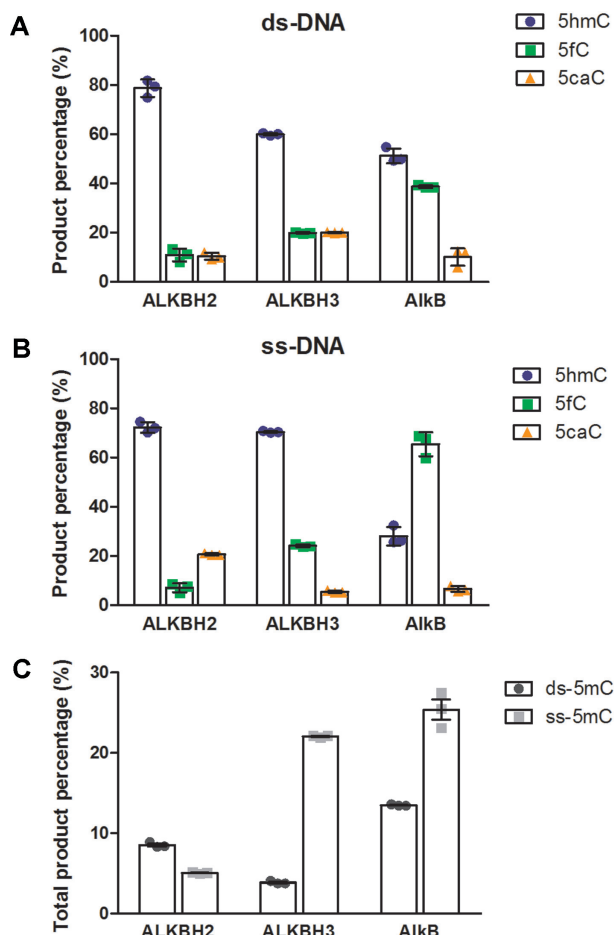 A
ds-DNA
5hmC
5fC
5caC
Product percentage (%)
100
80
60
40
20
0
ALKBH2 ALKBH3 AlkB
B
ss-DNA
5hmC
5fC
5caC
Product percentage (%)
100
80
60
40
20
0
ALKBH2 ALKBH3 AlkB
C
ds-5mC
ss-5mC
Total product percentage (%)
30
20
10
0
ALKBH2 ALKBH3 AlkB